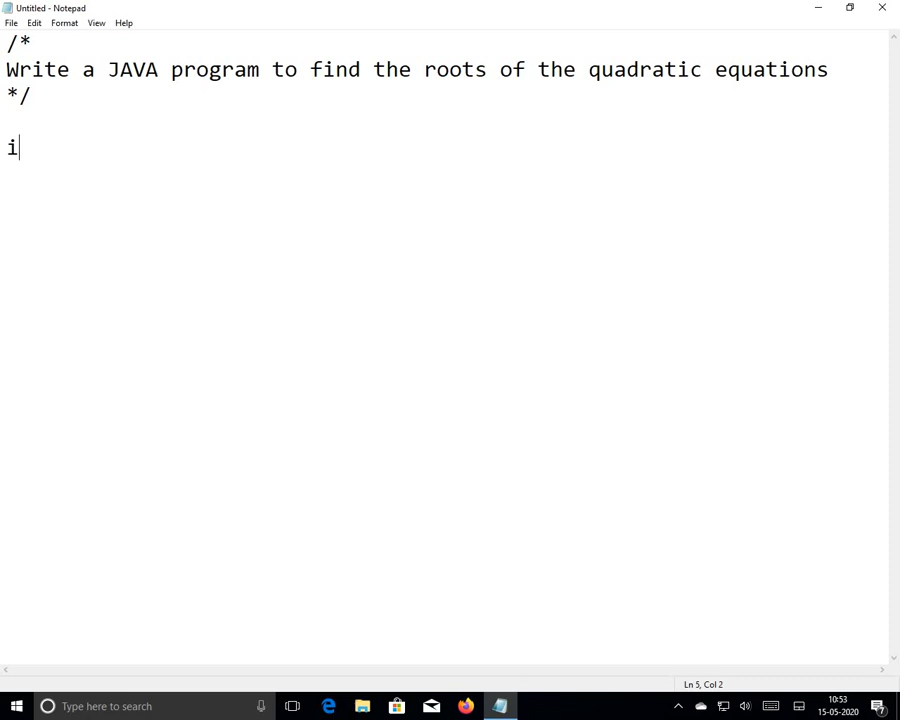 Untitled - Notepad
File Edit Format View Help
/*
Write a JAVA program to find the roots of the quadratic equations
*/
i
Ln 5, Col 2
Type here to search
10:53
15-05-2020
7